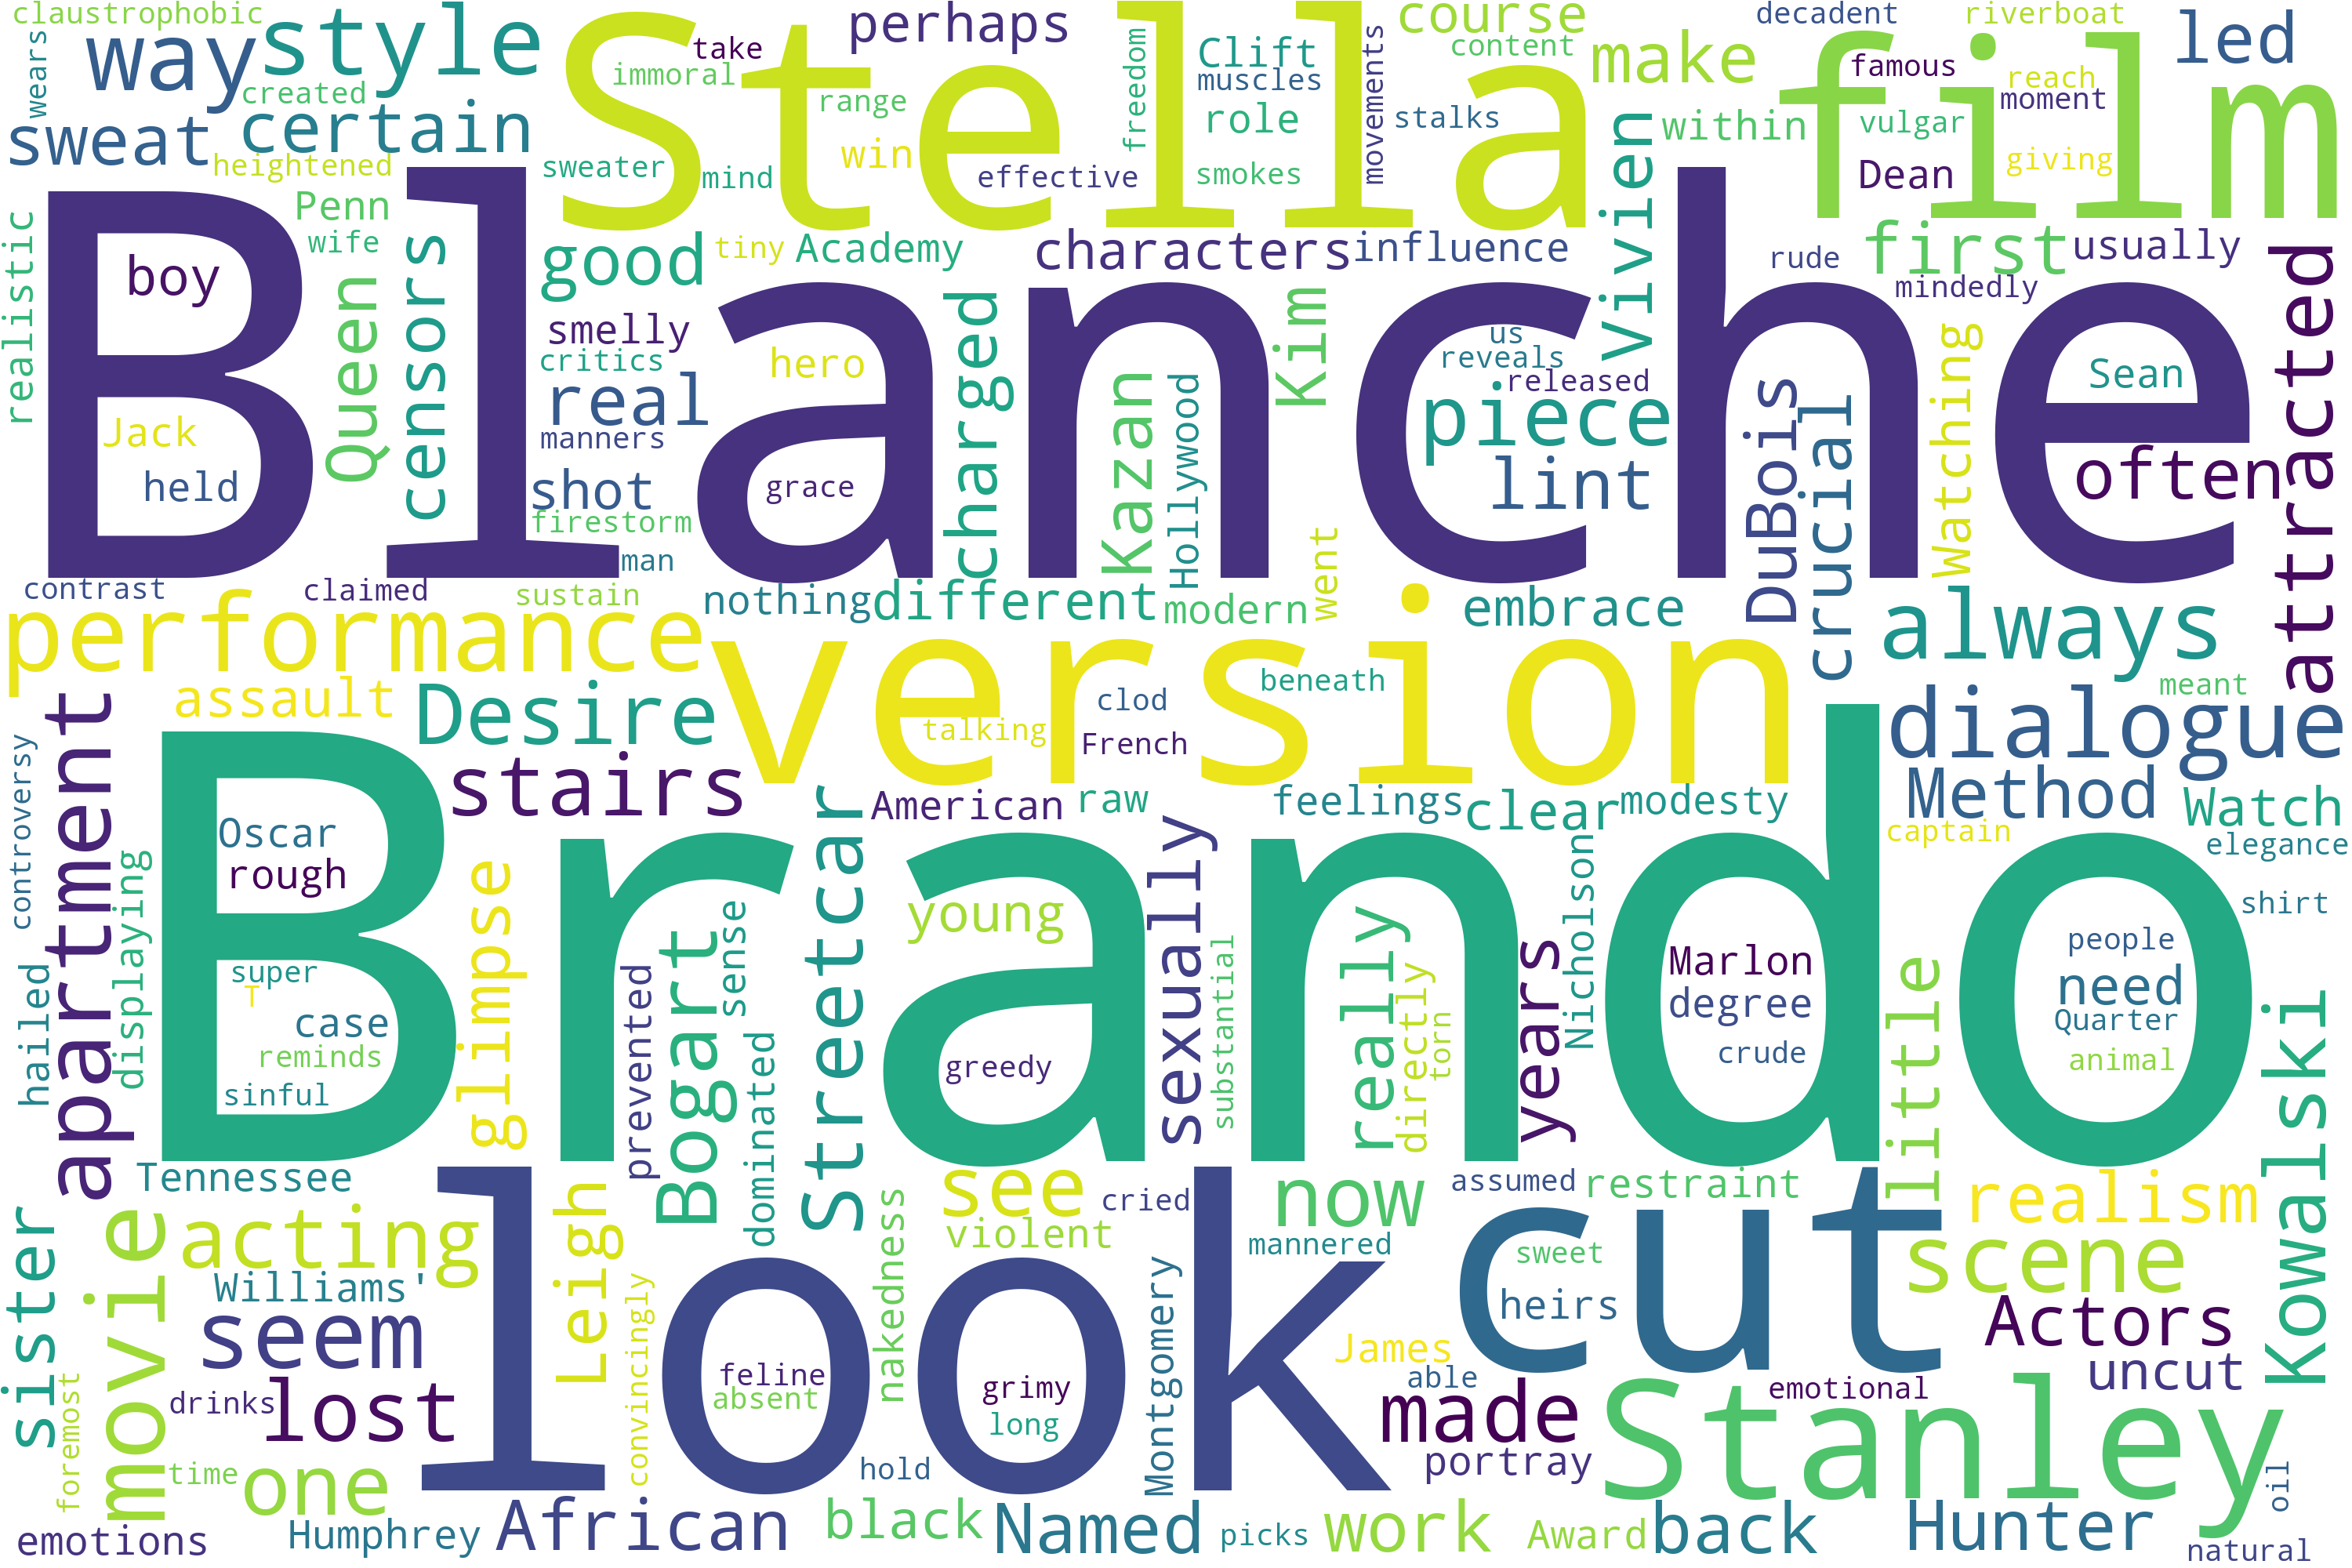 claustrophobic
wears
way
style
created
sweat
certain
heightened
Stella
take
immoral
perhaps
range
win
sweater
mind
effective
freedom
Clift
muscles
role
smokes
movements
course
content
stalks
make
within
Vivien
decadent
famous
vulgar
Dean
film
riverboat
reach
moment
giving
led
realistic
boy
Penn
wife
Queen
censors
Blanche
Jack
held
good
tiny
Academy
smelly
critics
real
manners
shot
firestorm
man
hero
grace
characters
influence
charged
Kazan
Hollywood
Kim
went
us
reveals
released
piece
lint
DuBois
crucial
rude
first
usually
mindedly
Watching
Sean
often
attracted
contrast
claimed
sustain
nothing
different
modern
embrace
always
performance
version
assault
Desire
stairs
beneath
clod
talking
French
American
raw
feelings
clear
modesty
dialogue
meant
Method
Watch
captain
elegance
controversy
apartment
displaying
hailed
Brando
Oscar
rough
super
T
case
reminds
sinful
glimpse
prevented
Bogart
sense
dominated
Streetcar
young
greedy
sexually
substantial
really
directly
torn
years
Nicholson
Marlon
degree
crude
little
people
need
Quarter
animal
shirt
Kowalski
Tennessee
sister
movie
acting
Williams'
seem
lost
drinks
foremost
time
one
Leigh
convincingly
look
feline
absent
nakedness
see
violent
cried
grimy
long
hold
Montgomery
now
mannered
assumed
restraint
cut
sweet
heirs
James
able
made
portray
realism
scene
Actors
uncut
emotional
Stanley
oil
emotions
Humphrey
African
black
Named
picks
work
Award
back
Hunter
natural